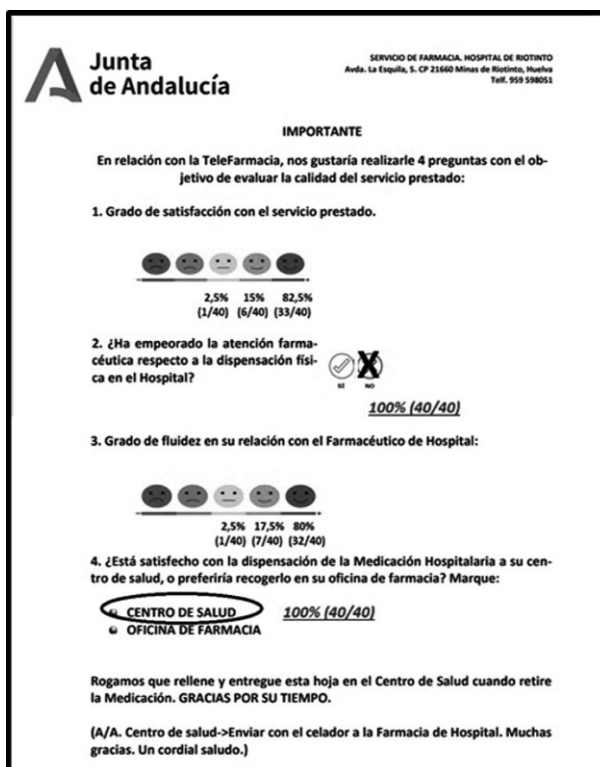 Junta
de Andalucía
SERVICIO DE FARMACIA. HOSPITAL DE RIOTINTO
Avda. La Esquila, 5. CP 21660 Minas de Riotinto, Huelva
Telf. 959 598051
IMPORTANTE
En relación con la TeleFarmacia, nos gustaría realizarle 4 preguntas con el ob-
jetivo de evaluar la calidad del servicio prestado:
1. Grado de satisfacción con el servicio prestado.
2,5% 15% 82,5%
(1/40) (6/40) (33/40)
2. ¿Ha empeorado la atención farma-
céutica respecto a la dispensación físi-
ca en el Hospital?
SÍ NO
100% (40/40)
3. Grado de fluidez en su relación con el Farmacéutico de Hospital:
2,5% 17,5% 80%
(1/40) (7/40) (32/40)
4. ¿Está satisfecho con la dispensación de la Medicación Hospitalaria a su cen-
tro de salud, o preferiría recogerlo en su oficina de farmacia? Marque:
CENTRO DE SALUD 100% (40/40)
OFICINA DE FARMACIA
Rogamos que rellene y entregue esta hoja en el Centro de Salud cuando retire
la Medicación. GRACIAS POR SU TIEMPO.
(A/A. Centro de salud->Enviar con el celador a la Farmacia de Hospital. Muchas
gracias. Un cordial saludo.)